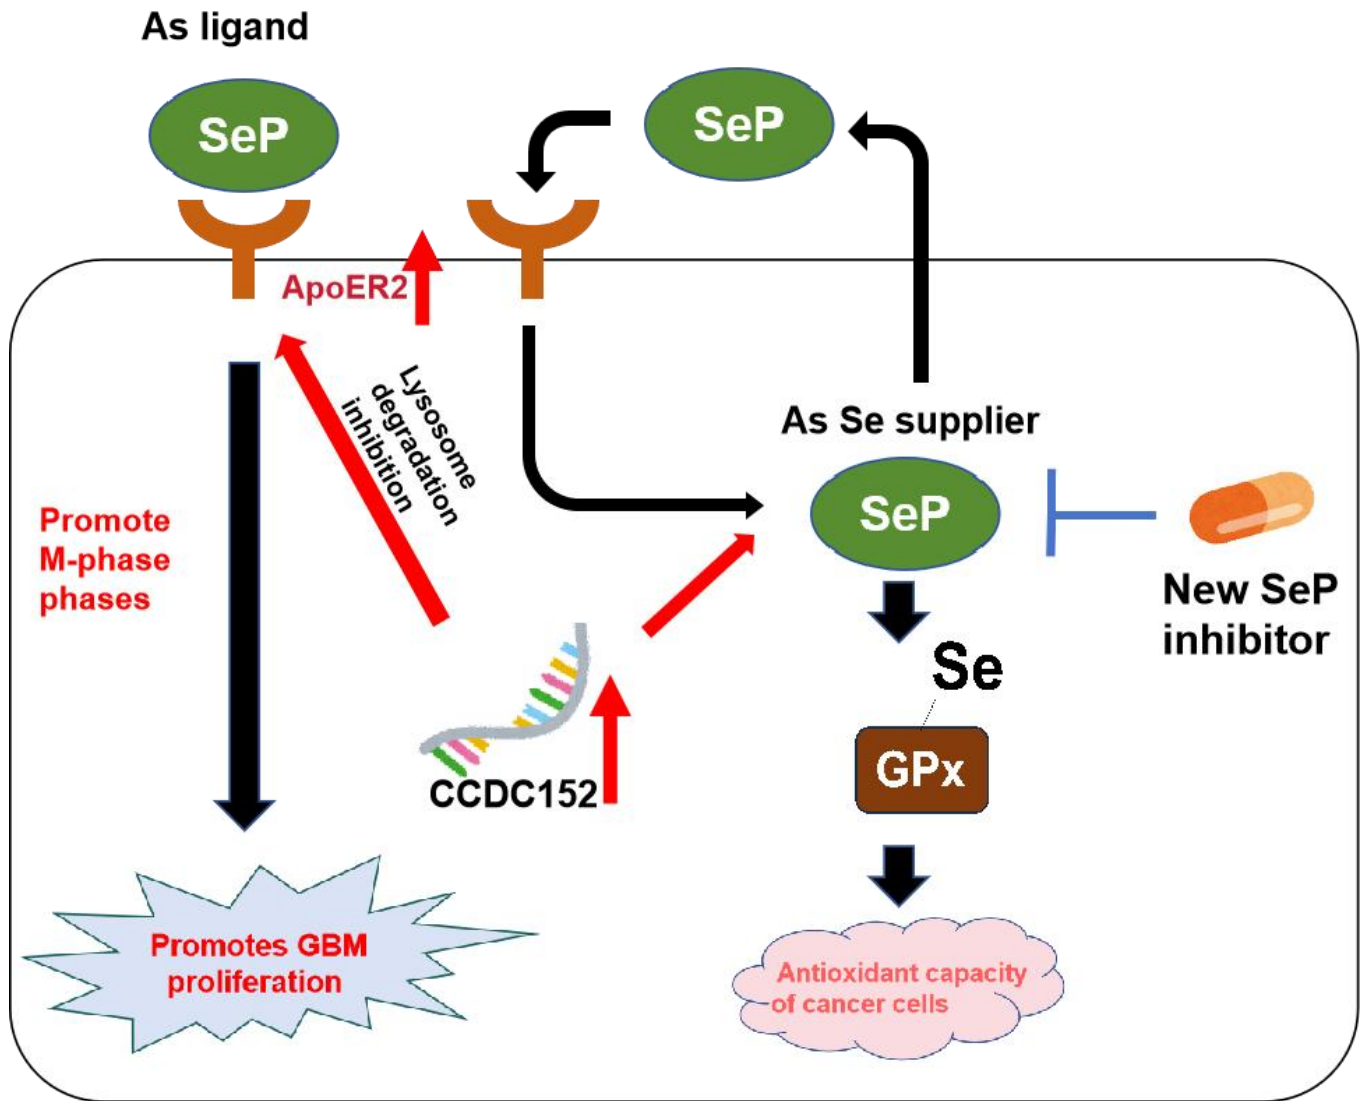 As ligand
SeP
SeP
ApoER2
Lysosome
degradation
inhibition
As Se supplier
SeP
Promote
M-phase
phases
New SeP
inhibitor
Se
GPx
CCDC152
Promotes GBM
proliferation
Antioxidant capacity
of cancer cells